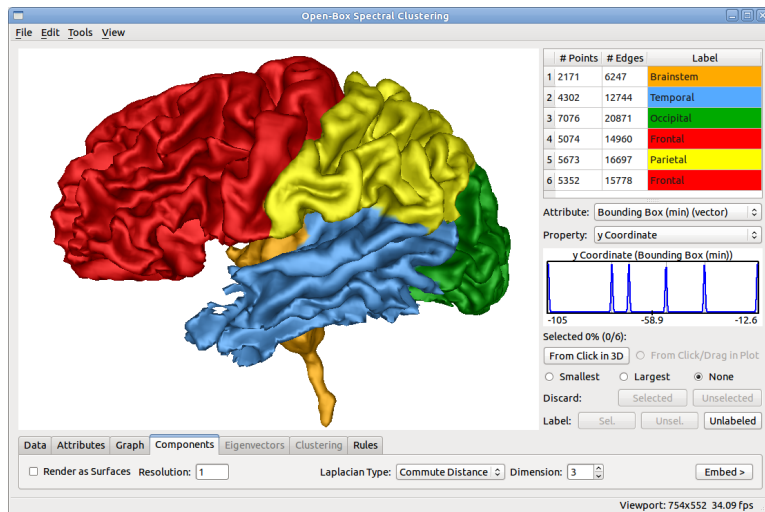 Open-Box Spectral Clustering
File Edit Tools View
# Points # Edges Label
1 2171 6247 Brainstem
2 4302 12744 Temporal
3 7076 20871 Occipital
4 5074 14960 Frontal
5 5673 16697 Parietal
6 5352 15778 Frontal
Attribute: Bounding Box (min) (vector)
Property: y Coordinate
y Coordinate (Bounding Box (min))
-105 -58.9 -12.6
Selected 0% (0/6):
From Click in 3D From Click/Drag in Plot
Smallest Largest None
Discard: Selected Unselected
Label: Sel. Unsel. Unlabeled
Data Attributes Graph Components Eigenvectors Clustering Rules
Render as Surfaces Resolution: 1 Laplacian Type: Commute Distance Dimension: 3 Embed >
Viewport: 754x552 34.09 fps